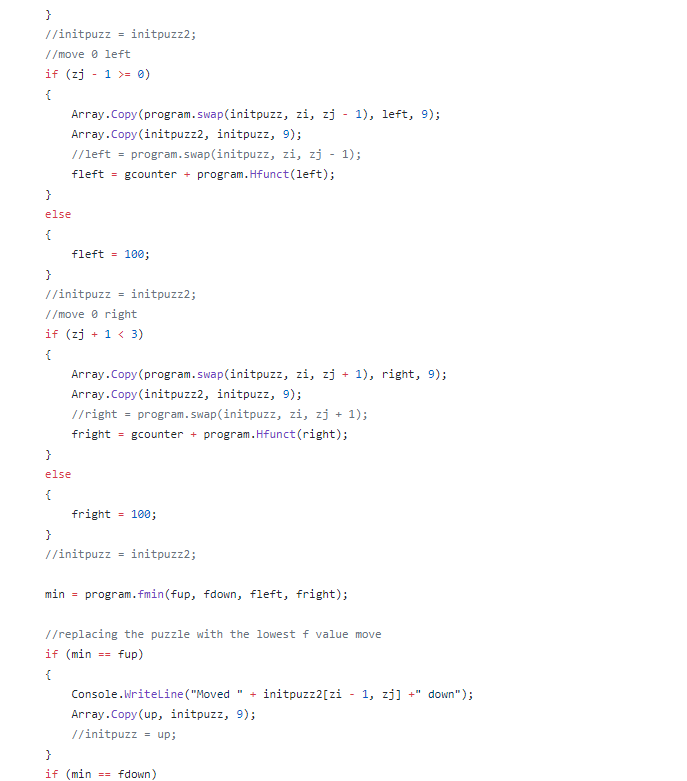 }
//initpuzz = initpuzz2;
//move 0 left
if (zj - 1 >= 0)
{
Array.Copy(program.swap(initpuzz, zi, zj - 1), left, 9);
Array.Copy(initpuzz2, initpuzz, 9);
//left = program.swap(initpuzz, zi, zj - 1);
fleft = gcounter + program.Hfunct(left);
}
else
{
fleft = 100;
}
//initpuzz = initpuzz2;
//move 0 right
if (zj + 1 < 3)
{
Array.Copy(program.swap(initpuzz, zi, zj + 1), right, 9);
Array.Copy(initpuzz2, initpuzz, 9);
//right = program.swap(initpuzz, zi, zj + 1);
fright = gcounter + program.Hfunct(right);
}
else
{
fright = 100;
}
//initpuzz = initpuzz2;
min = program.fmin(fup, fdown, fleft, fright);
//replacing the puzzle with the lowest f value move
if (min == fup)
{
Console.WriteLine("Moved " + initpuzz2[zi - 1, zj] +" down");
Array.Copy(up, initpuzz, 9);
//initpuzz = up;
}
if (min == fdown)